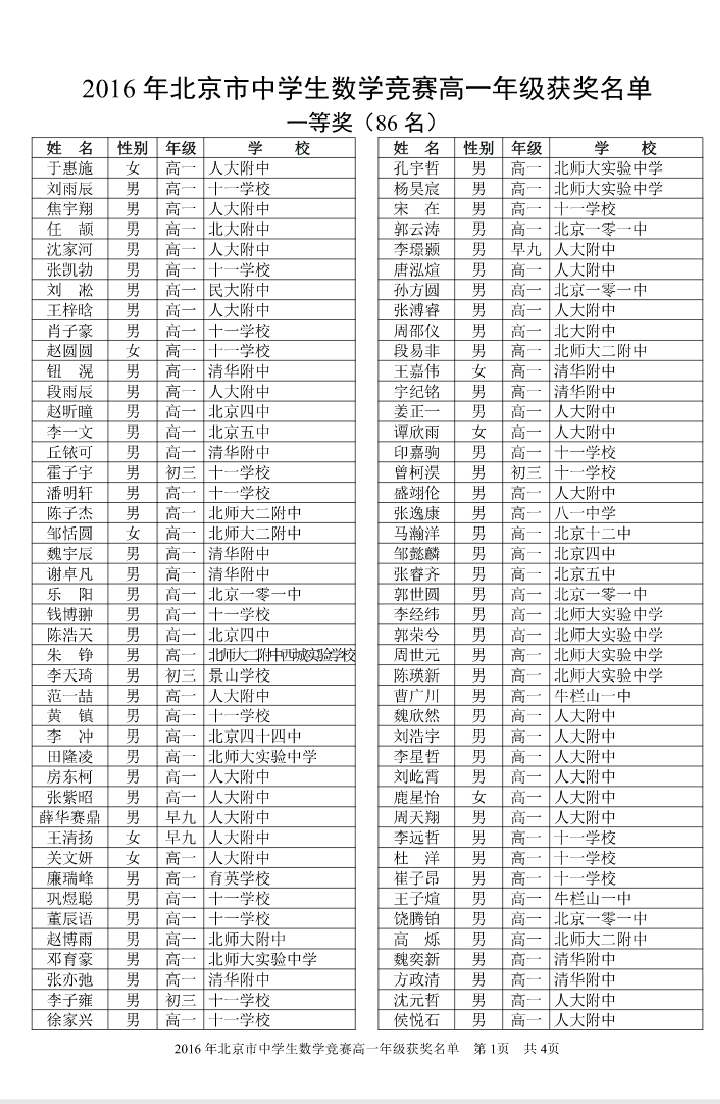 2016 年北京市中学生数学竞赛高一年级获奖名单
一等奖（86 名）
姓 名 性别 年级 学 校
于惠施 女 高一 人大附中
刘雨辰 男 高一 十一学校
焦宇翔 男 高一 人大附中
任 颉 男 高一 北大附中
沈家河 男 高一 人大附中
张凯勃 男 高一 十一学校
刘 凇 男 高一 民大附中
王梓晗 男 高一 人大附中
肖子豪 男 高一 十一学校
赵圆圆 女 高一 十一学校
钮 滉 男 高一 清华附中
段雨辰 男 高一 人大附中
赵昕瞳 男 高一 北京四中
李一文 男 高一 北京五中
丘铱可 男 高一 清华附中
霍子宇 男 初三 十一学校
潘明轩 男 高一 十一学校
陈子杰 男 高一 北师大二附中
邹恬圆 女 高一 北师大二附中
魏宇辰 男 高一 清华附中
谢卓凡 男 高一 清华附中
乐 阳 男 高一 北京一零一中
钱博翀 男 高一 十一学校
陈浩天 男 高一 北京四中
朱 铮 男 高一 北师大二附中西城实验学校
李天琦 男 初三 景山学校
范一喆 男 高一 人大附中
黄 镇 男 高一 十一学校
李 冲 男 高一 北京四十四中
田隆凌 男 高一 北师大实验中学
房东柯 男 高一 人大附中
张紫昭 男 高一 人大附中
薛华赛鼎 男 早九 人大附中
王清扬 女 早九 人大附中
关文妍 女 高一 人大附中
廉瑞峰 男 高一 育英学校
巩煜聪 男 高一 十一学校
董辰语 男 高一 十一学校
赵博雨 男 高一 北师大附中
邓育豪 男 高一 北师大实验中学
张亦弛 男 高一 清华附中
李子雍 男 初三 十一学校
徐家兴 男 高一 十一学校
姓 名 性别 年级 学 校
孔宇哲 男 高一 北师大实验中学
杨昊宸 男 高一 北师大实验中学
宋 在 男 高一 十一学校
郭云涛 男 高一 北京一零一中
李璟颢 男 早九 人大附中
唐泓煊 男 高一 人大附中
孙方圆 男 高一 北京一零一中
张溥睿 男 高一 人大附中
周邵仪 男 高一 北大附中
段易非 男 高一 北师大二附中
王嘉伟 女 高一 清华附中
宇纪铭 男 高一 清华附中
姜正一 男 高一 人大附中
谭欣雨 女 高一 人大附中
印嘉驹 男 高一 十一学校
曾柯淏 男 初三 十一学校
盛翊伦 男 高一 人大附中
张逸康 男 高一 八一中学
马瀚洋 男 高一 北京十二中
邹懿麟 男 高一 北京四中
张睿齐 男 高一 北京五中
郭世圆 男 高一 北京一零一中
李经纬 男 高一 北师大实验中学
郭荣兮 男 高一 北师大实验中学
周世元 男 高一 北师大实验中学
陈瑛新 男 高一 北师大实验中学
曹广川 男 高一 牛栏山一中
魏欣然 男 高一 人大附中
刘浩宇 男 高一 人大附中
李星哲 男 高一 人大附中
刘屹霄 男 高一 人大附中
鹿星怡 女 高一 人大附中
周天翔 男 高一 人大附中
李远哲 男 高一 十一学校
杜 洋 男 高一 十一学校
崔子昂 男 高一 十一学校
王子煊 男 高一 牛栏山一中
饶腾铂 男 高一 北京一零一中
高 烁 男 高一 北师大二附中
魏奕新 男 高一 清华附中
方政清 男 高一 清华附中
沈元哲 男 高一 人大附中
侯悦石 男 高一 人大附中
2016 年北京市中学生数学竞赛高一年级获奖名单 第 1页 共 4页